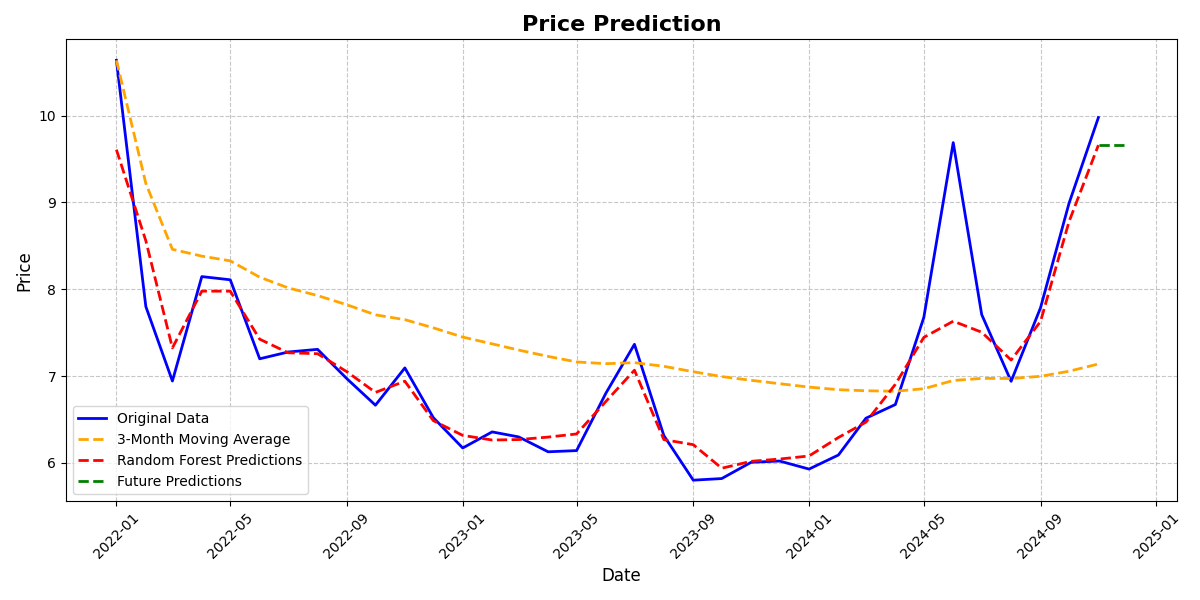 Price Prediction
Price
10
9
8
7
6
Original Data
3-Month Moving Average
Random Forest Predictions
Future Predictions
2022-01
2022-05
2022-09
2023-01
2023-05
2023-09
2024-01
2024-05
2024-09
2025-01
Date